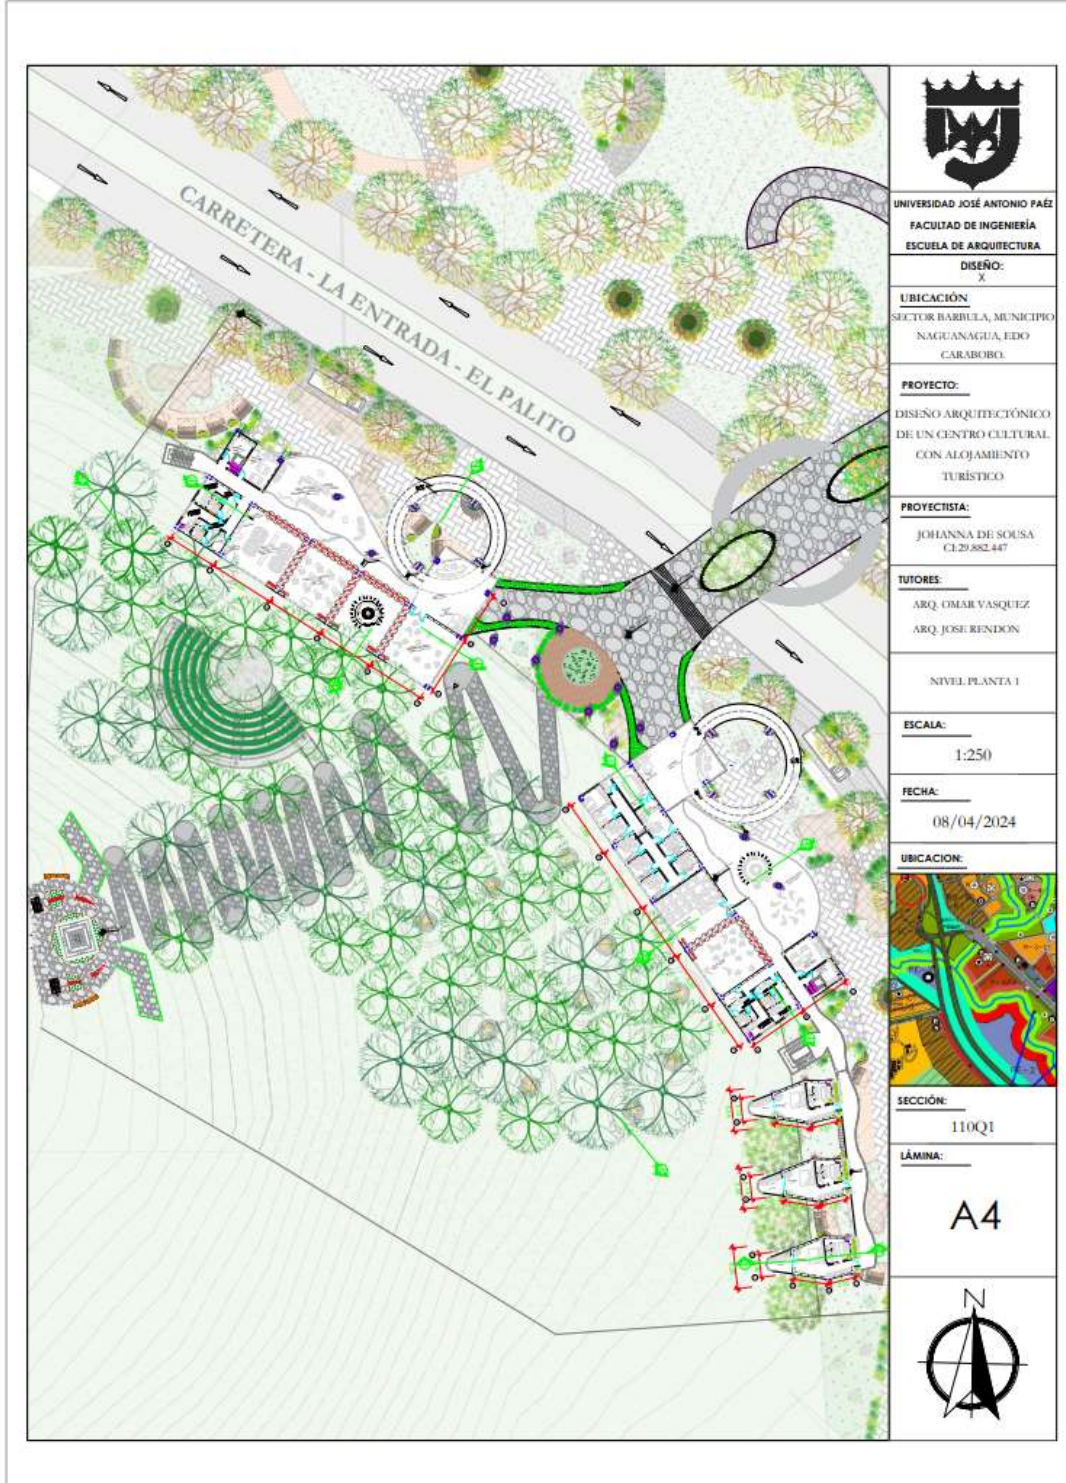 CARRETERA - LA ENTRADA - EL PALITO
UNIVERSIDAD JOSÉ ANTONIO PAÉZ
FACULTAD DE INGENIERÍA
ESCUELA DE ARQUITECTURA
DISEÑO:
X
UBICACIÓN
SECTOR BARBULA, MUNICIPIO
NAGUANAGUA, EDO
CARABOBO.
PROYECTO:
DISEÑO ARQUITECTÓNICO
DE UN CENTRO CULTURAL
CON ALOJAMIENTO
TURÍSTICO
PROYECTISTA:
JOHANNA DE SOUSA
CI:29.882.447
TUTORES:
ARQ. OMAR VASQUEZ
ARQ. JOSE RENDON
NIVEL PLANTA 1
ESCALA:
1:250
FECHA:
08/04/2024
UBICACION:
SECCIÓN:
110Q1
LÁMINA:
A4
N